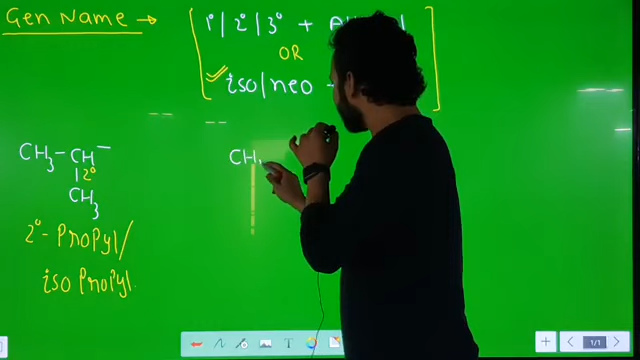 Gen Name → 1°/2°/3° +
OR
iso/neo -
CH3-CH-
2°
CH3
CH
2°-Propyl/
iso Propyl.
1/1